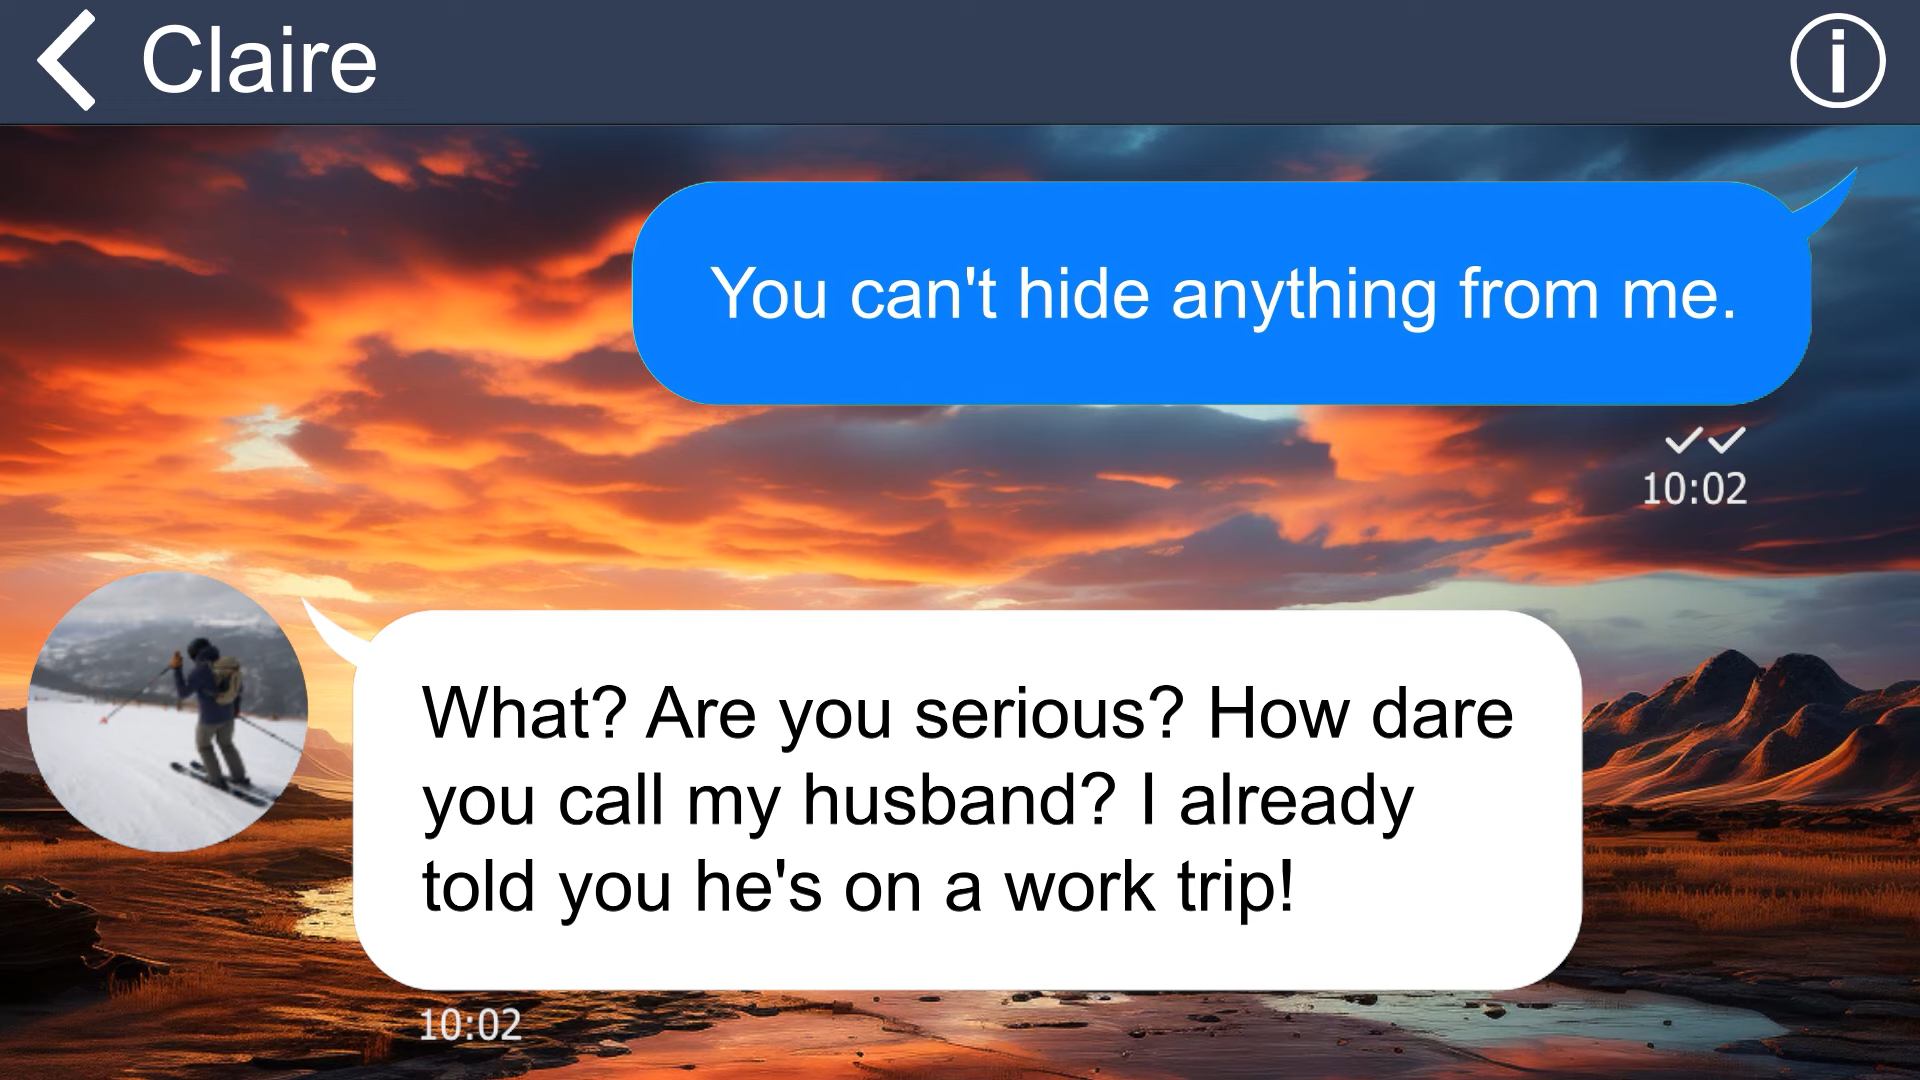 Claire
You can't hide anything from me.
10:02
What? Are you serious? How dare
you call my husband? I already
told you he's on a work trip!
10:02